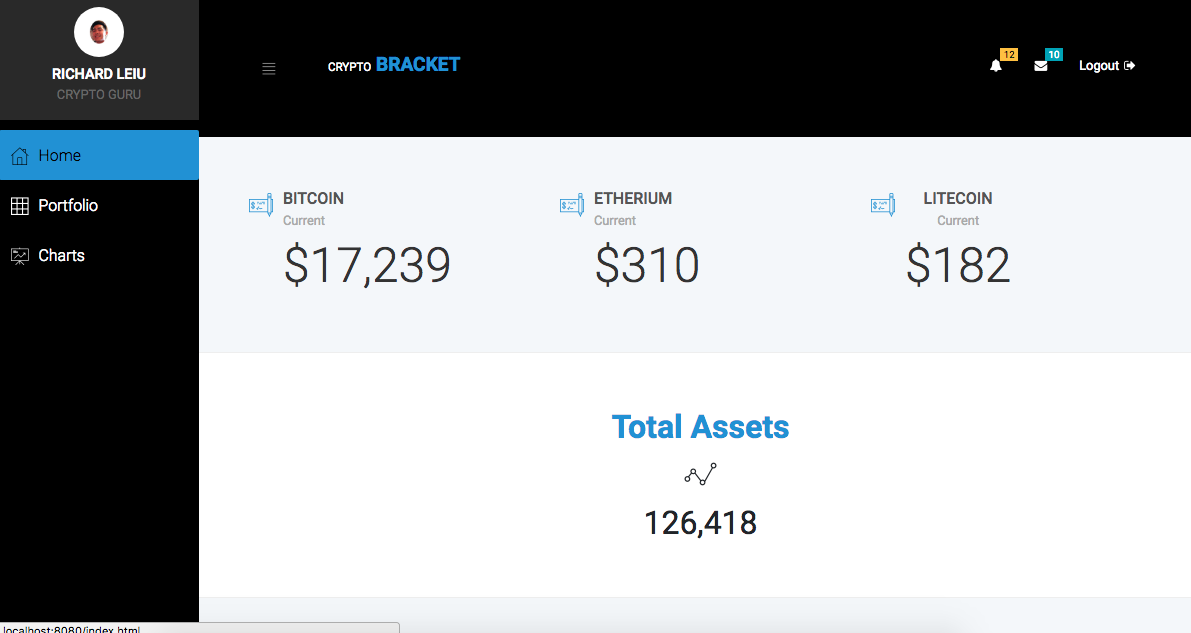 RICHARD LEIU
CRYPTO GURU
Home
Portfolio
Charts
CRYPTO BRACKET
12
10
Logout
BITCOIN
Current
$17,239
ETHERIUM
Current
$310
LITECOIN
Current
$182
Total Assets
126,418
localhost:8080/index.html